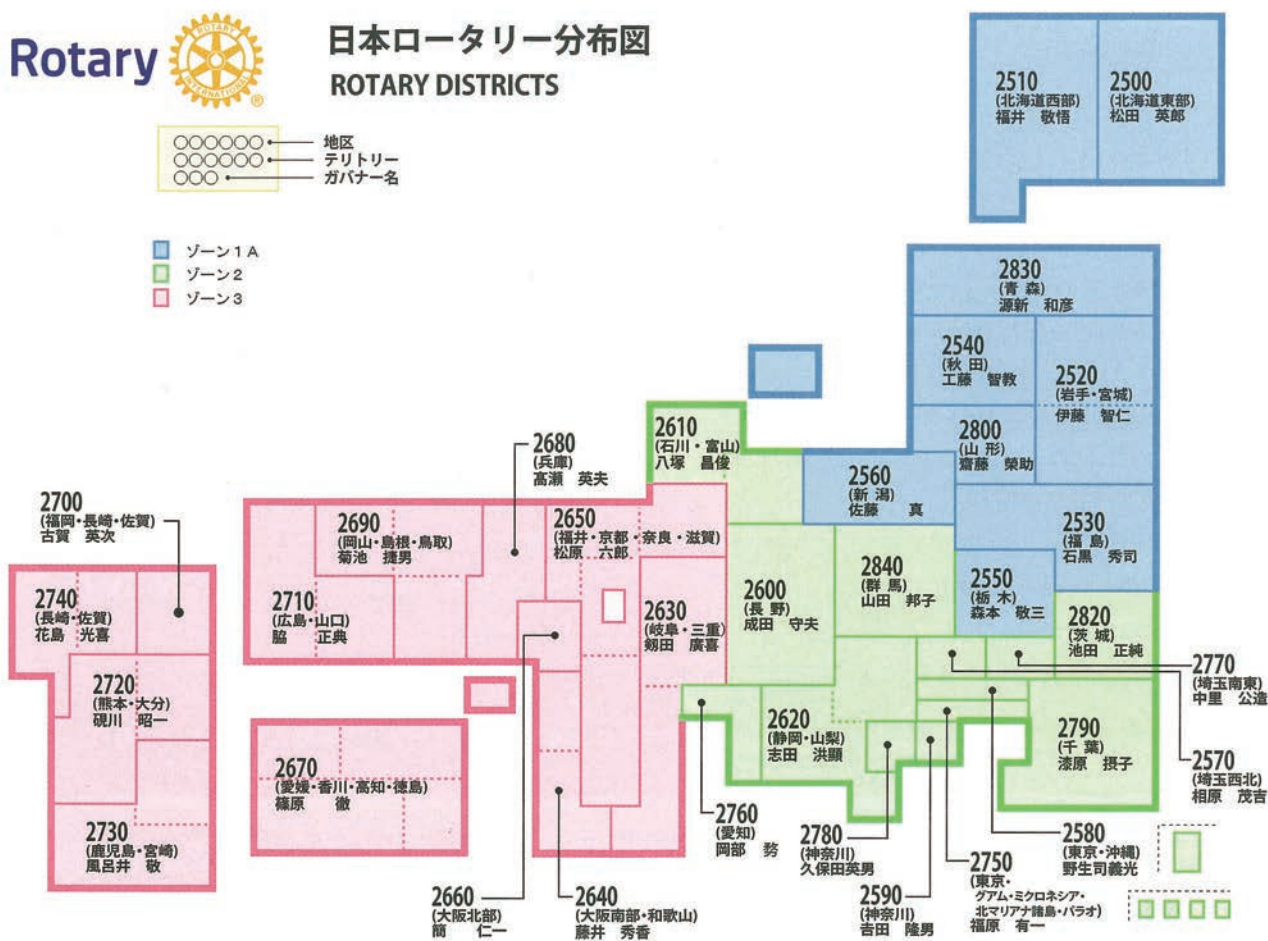 Rotary
ROTARY
INTERNATIONAL
®
日本ロータリー分布図
ROTARY DISTRICTS
○○○○○○
○○○○○○
○○○
地区
テリトリー
ガバナー名
ゾーン1A
ゾーン2
ゾーン3
2510
(北海道西部)
福井 敬悟
2500
(北海道東部)
松田 英郎
2830
(青 森)
源新 和彦
2540
(秋 田)
工藤 智教
2520
(岩手・宮城)
伊藤 智仁
2800
(山 形)
齋藤 榮助
2560
(新 潟)
佐藤 真
2530
(福 島)
石黒 秀司
2550
(栃 木)
森本 敬三
2610
(石川・富山)
八塚 昌俊
2600
(長 野)
成田 守夫
2840
(群 馬)
山田 邦子
2820
(茨 城)
池田 正純
2770
(埼玉南東)
中里 公造
2570
(埼玉西北)
相原 茂吉
2790
(千 葉)
漆原 摂子
2580
(東京・沖縄)
野生司義光
2750
(東京・
グアム・ミクロネシア・
北マリアナ諸島・パラオ)
福原 有一
2590
(神奈川)
吉田 隆男
2780
(神奈川)
久保田英男
2620
(静岡・山梨)
志田 洪顯
2760
(愛知)
岡部
2630
(岐阜・三重)
剱田 廣喜
2650
(福井・京都・奈良・滋賀)
松原 六郎
2680
(兵庫)
髙瀬 英夫
2690
(岡山・島根・鳥取)
菊池 捷男
2710
(広島・山口)
脇 正典
2660
(大阪北部)
簡 仁一
2640
(大阪南部・和歌山)
藤井 秀香
2670
(愛媛・香川・高知・徳島)
篠原 徹
2700
(福岡・長崎・佐賀)
古賀 英次
2740
(長崎・佐賀)
花島 光喜
2720
(熊本・大分)
硯川 昭一
2730
(鹿児島・宮崎)
風呂井 敬